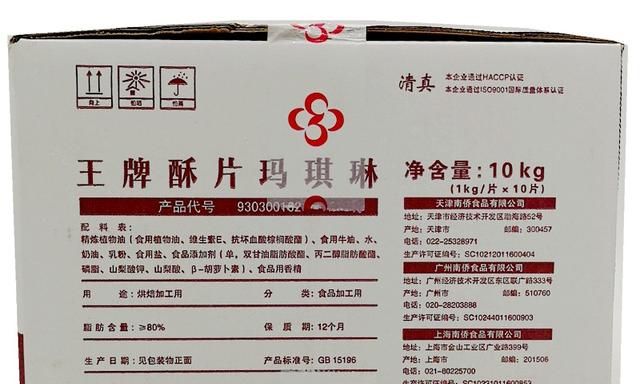 向上
怕晒
怕雨
清真
本企业通过HACCP认证
本企业通过ISO9001国际质量体系认证
王牌酥片玛琪琳
净含量:10kg
(1kg/片×10片)
产品代号 930300162
配料表:
精炼植物油(食用植物油、维生素E、抗坏血酸棕榈酸酯)、食用牛油、水、
奶油、乳粉、食用盐、食品添加剂(单,双甘油脂肪酸酯、丙二醇脂肪酸酯、
磷脂、山梨酸钾、山梨酸、β-胡萝卜素)、食品用香精
用途:烘焙加工用 分类:食品加工用
脂肪含量:≥80% 保质期:12个月
生产日期:见包装物正面 产品标准号:GB 15196
天津南侨食品有限公司
地址:天津市经济技术开发区渤海路52号
产地:天津市 邮编:300457
电话:022-25328971
生产许可证编号:SC10212011600404
广州南侨食品有限公司
地址:广州经济技术开发区东区联广路333号
产地:广州市 邮编:510760
电话:020-28203888
生产许可证编号:SC10244011600903
上海南侨食品有限公司
地址:上海市金山工业区广业路399号
产地:上海市 邮编:201506
电话:021-80225700